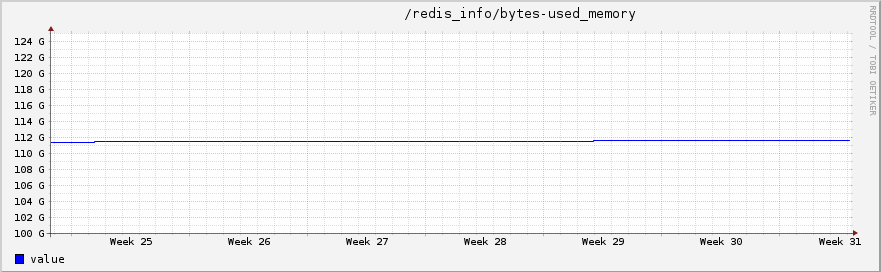 /redis_info/bytes-used_memory
RRDTOOL / TOBI OETIKER
124 G
122 G
120 G
118 G
116 G
114 G
112 G
110 G
108 G
106 G
104 G
102 G
100 G
Week 25 Week 26 Week 27 Week 28 Week 29 Week 30 Week 31
value